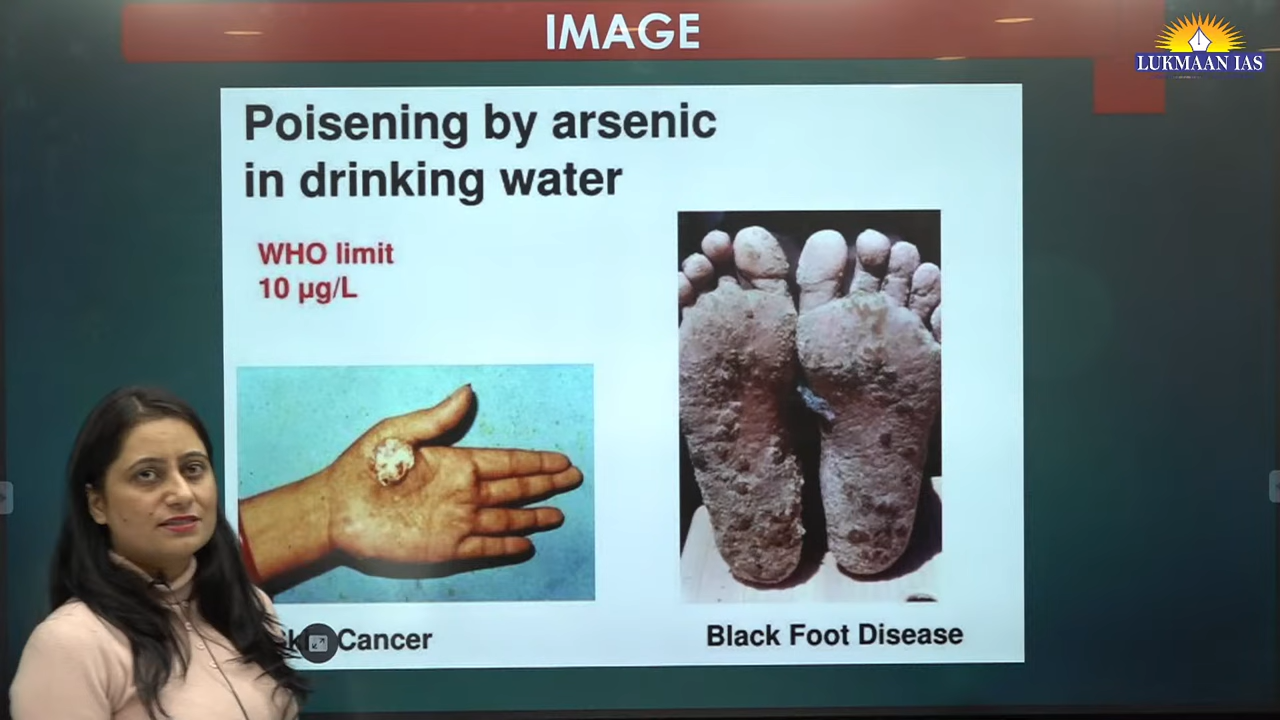 IMAGE
LUKMAAN IAS
Poisening by arsenic
in drinking water
WHO limit
10 µg/L
Cancer
Black Foot Disease